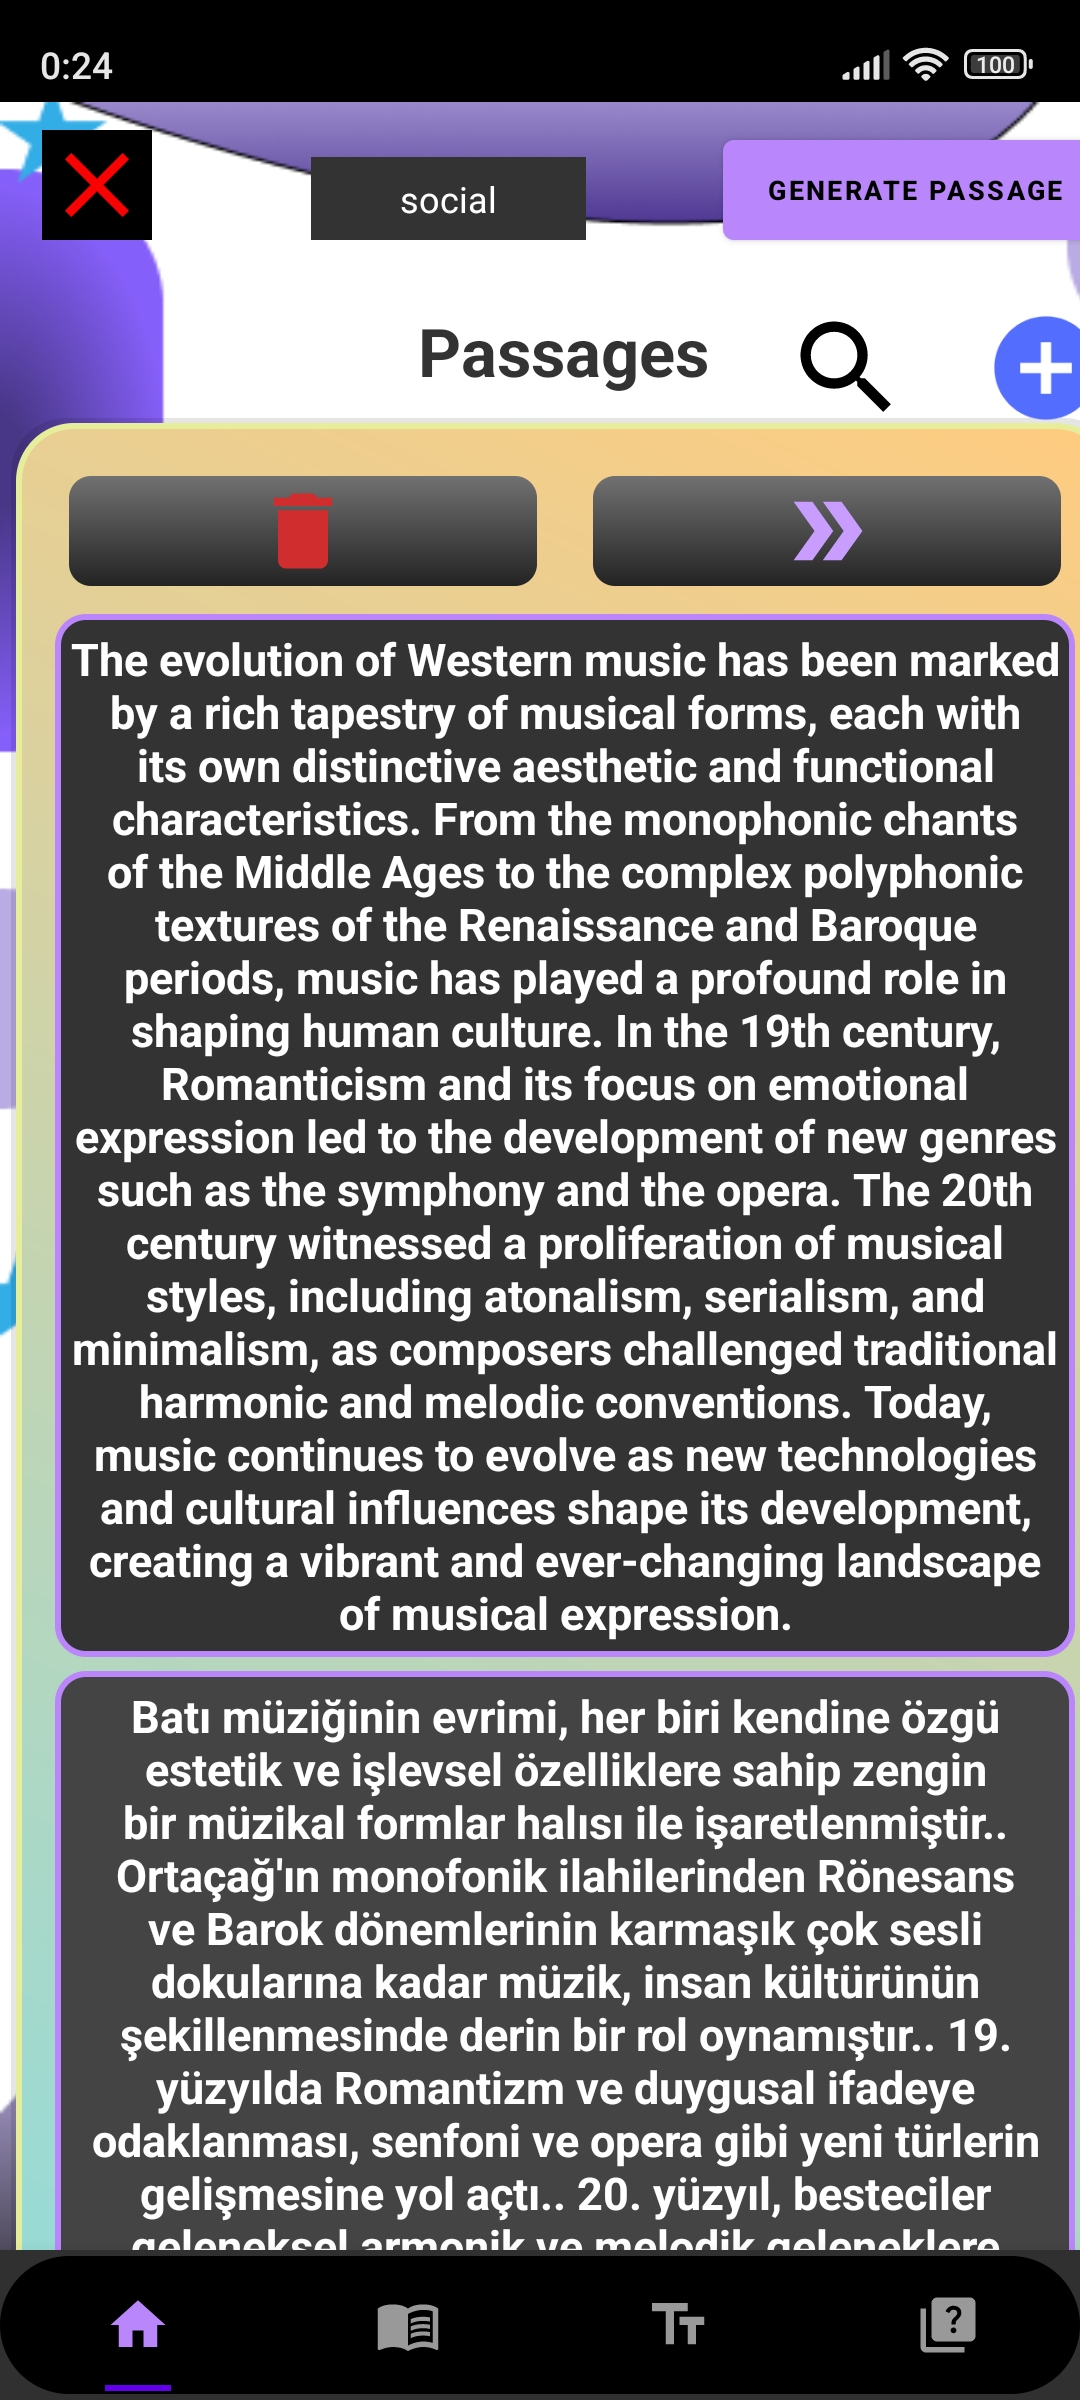 0:24
100
social
GENERATE PASSAGE
Passages
The evolution of Western music has been marked
by a rich tapestry of musical forms, each with
its own distinctive aesthetic and functional
characteristics. From the monophonic chants
of the Middle Ages to the complex polyphonic
textures of the Renaissance and Baroque
periods, music has played a profound role in
shaping human culture. In the 19th century,
Romanticism and its focus on emotional
expression led to the development of new genres
such as the symphony and the opera. The 20th
century witnessed a proliferation of musical
styles, including atonalism, serialism, and
minimalism, as composers challenged traditional
harmonic and melodic conventions. Today,
music continues to evolve as new technologies
and cultural influences shape its development,
creating a vibrant and ever-changing landscape
of musical expression.
Batı müziğinin evrimi, her biri kendine özgü
estetik ve işlevsel özelliklere sahip zengin
bir müzikal formlar halısı ile işaretlenmiştir..
Ortaçağ'ın monofonik ilahilerinden Rönesans
ve Barok dönemlerinin karmaşık çok sesli
dokularına kadar müzik, insan kültürünün
şekillenmesinde derin bir rol oynamıştır.. 19.
yüzyılda Romantizm ve duygusal ifadeye
odaklanması, senfoni ve opera gibi yeni türlerin
gelişmesine yol açtı.. 20. yüzyıl, besteciler
geleneksel armonik ve melodik geleneklere